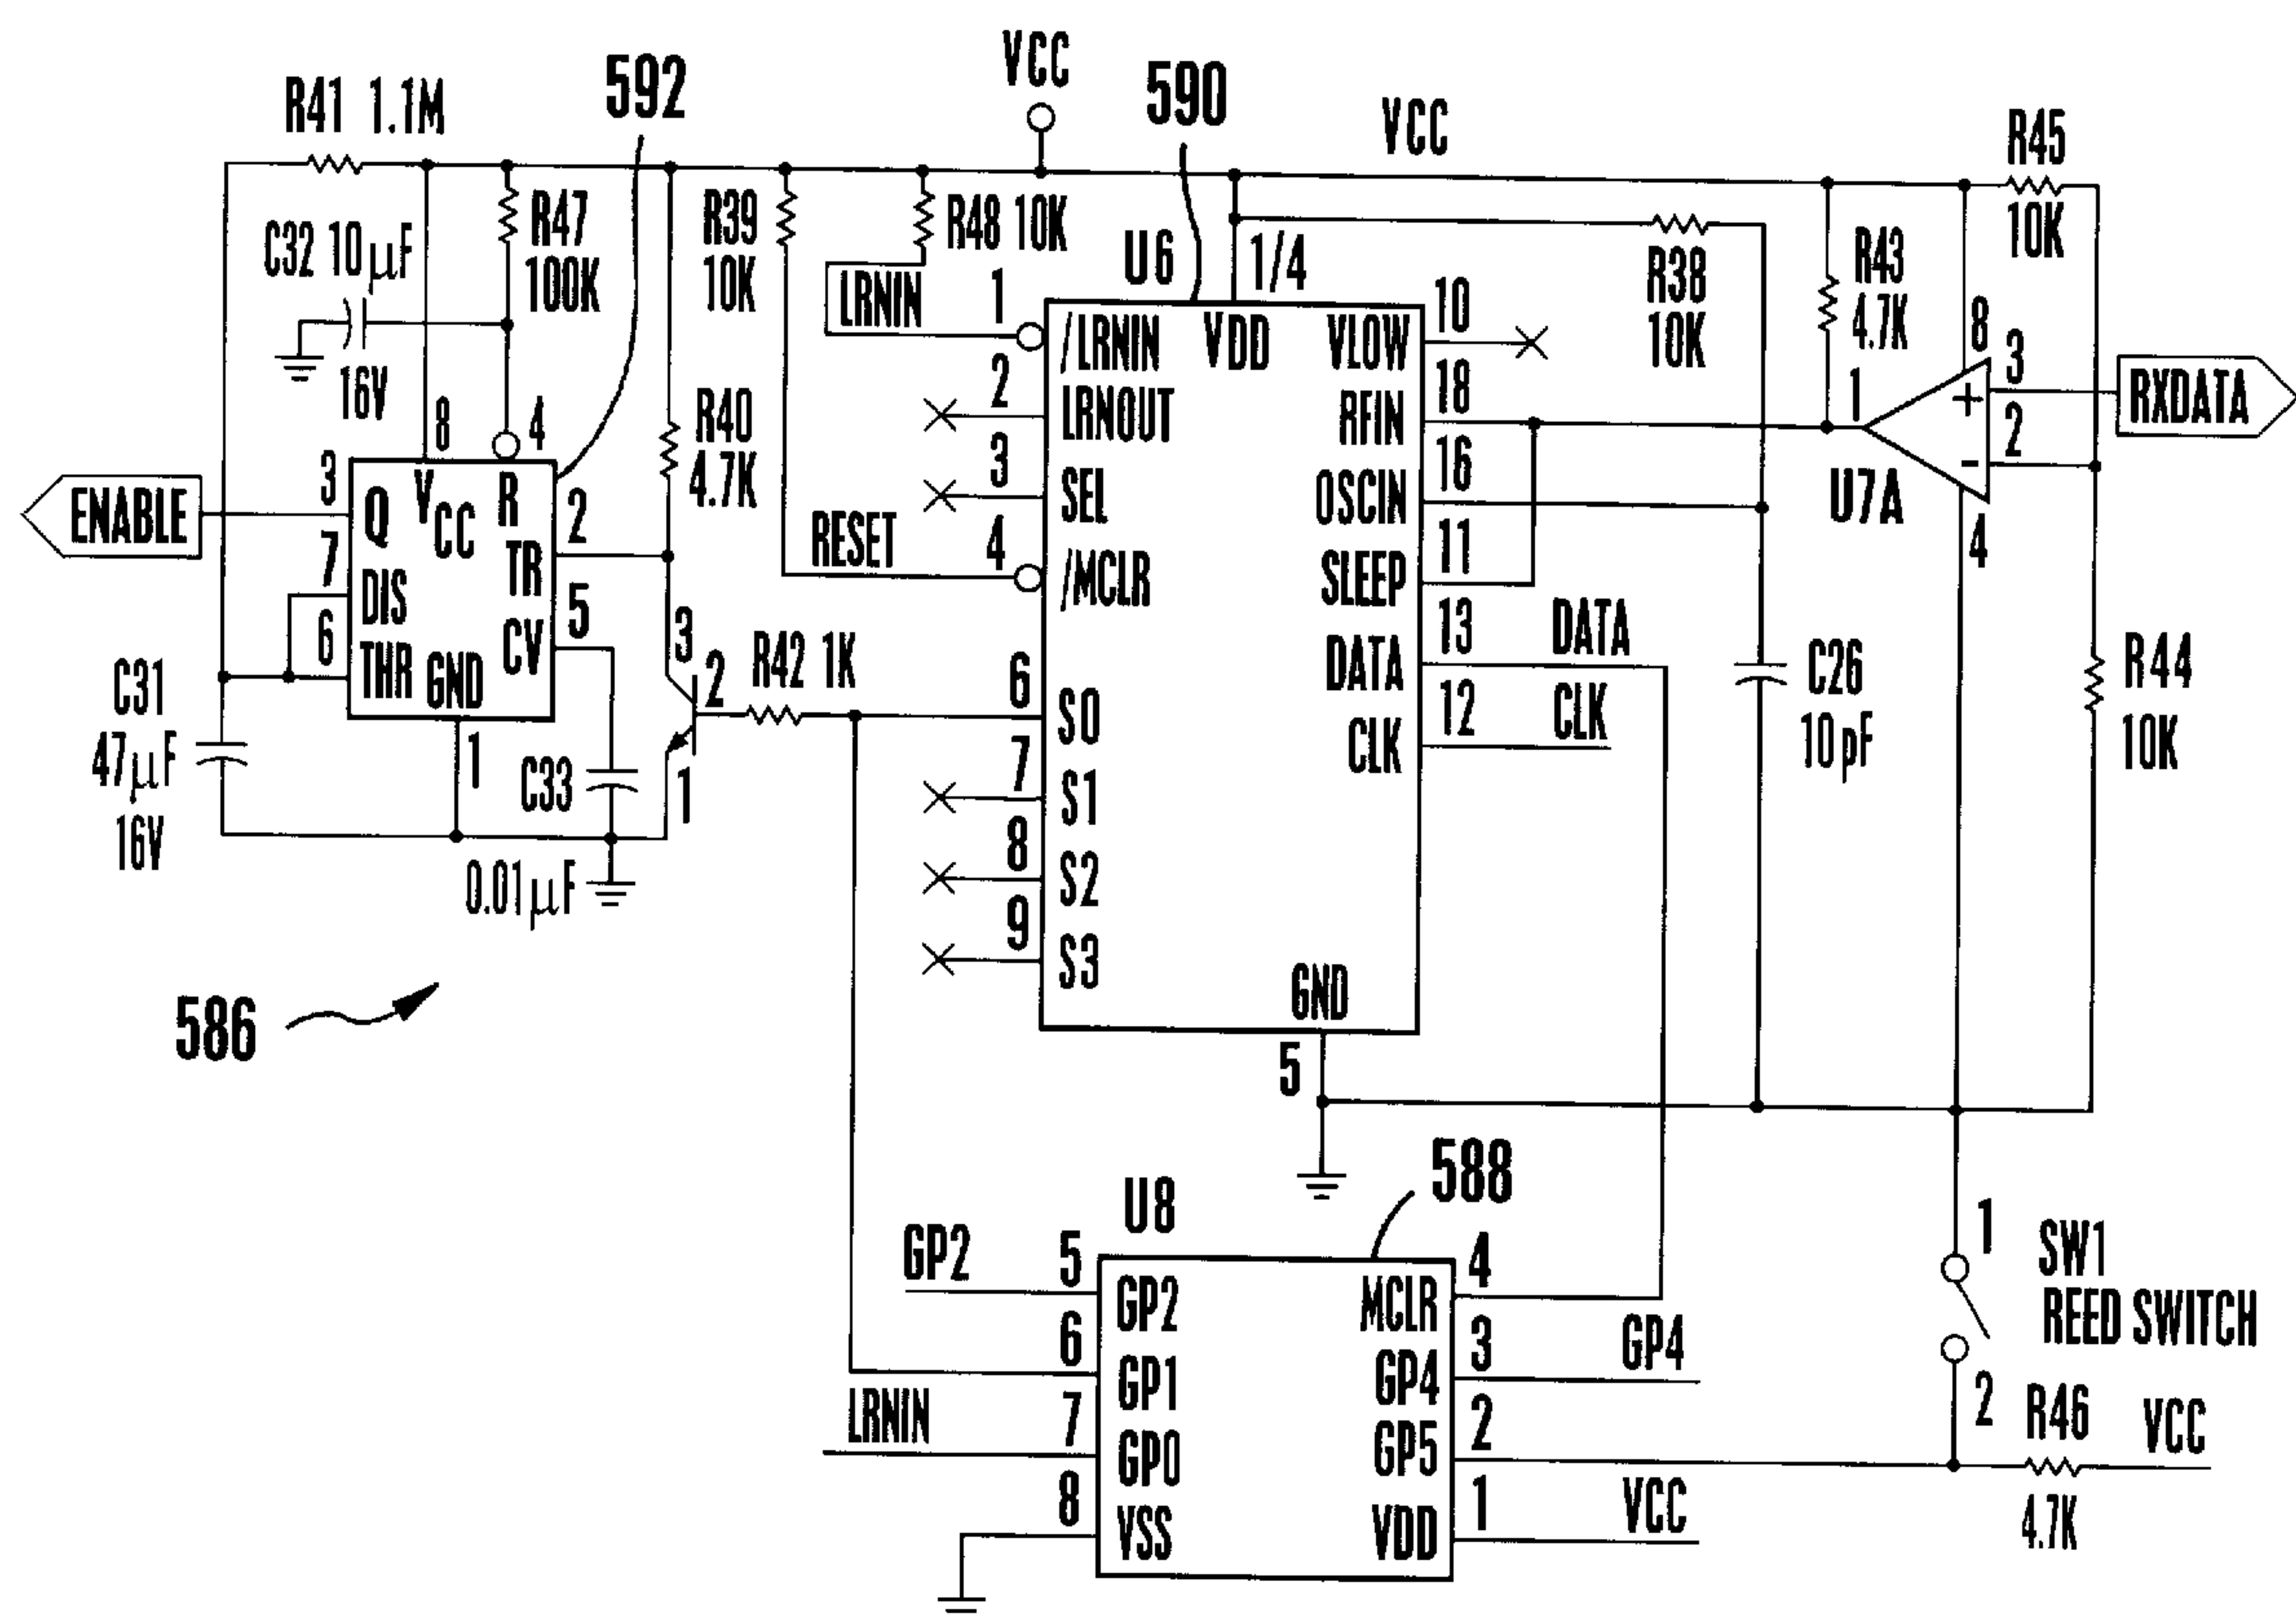 VCC
592
590
VCC
R41 1.1M
R45
10K
C32 10 µF
16V
R47
100K
R39
10K
R48 10K
LRNIN
U6
1/4
R38
10K
R43
4.7K
R40
4.7K
ENABLE
3
7
6
8
4
2
5
Q
VCC
R
TR
DIS
CV
THR
GND
1
C31
47µF
16V
C33
0.01µF
3
2
1
R42 1K
RESET
1
2
3
4
6
7
8
9
/LRNIN
LRNOUT
SEL
/MCLR
S0
S1
S2
S3
VDD
VLOW
RFIN
OSCIN
SLEEP
DATA
CLK
GND
5
10
18
16
11
13
12
DATA
CLK
1
8
3
2
4
+
-
U7A
RXDATA
C26
10 pF
R44
10K
586
588
U8
GP2
LRNIN
5
6
7
8
GP2
GP1
GP0
VSS
MCLR
GP4
GP5
VDD
4
3
2
1
GP4
VCC
1
2
SW1
REED SWITCH
R46
4.7K
VCC